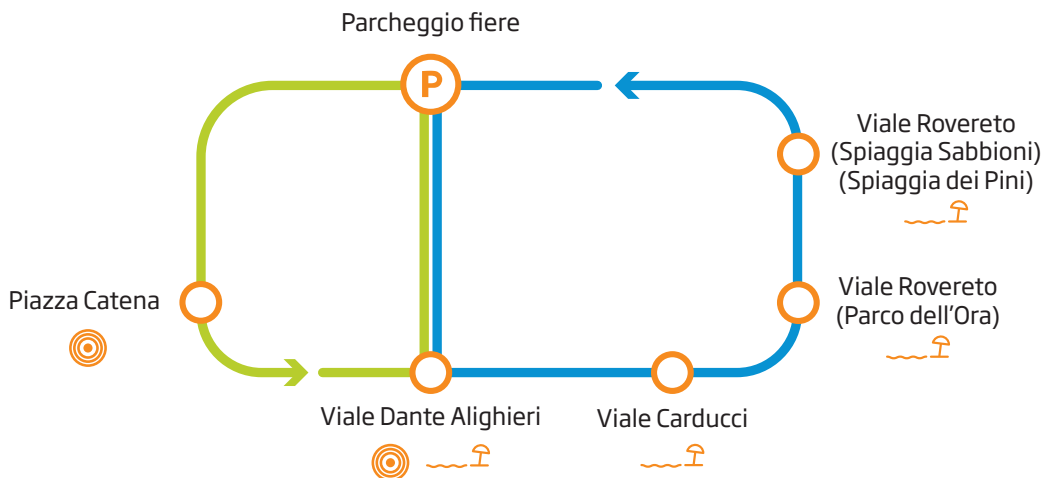 Parcheggio fiere
P
Viale Rovereto
(Spiaggia Sabbioni)
(Spiaggia dei Pini)
Piazza Catena
Viale Rovereto
(Parco dell'Ora)
Viale Dante Alighieri
Viale Carducci